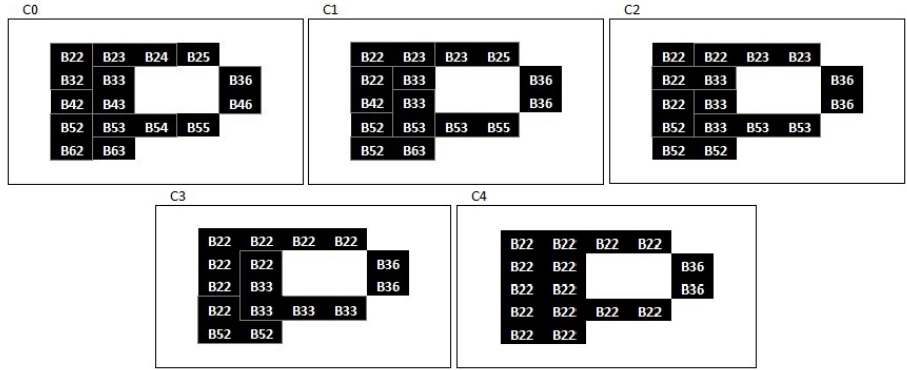 C0
B22 B23 B24 B25
B32 B33 B36
B42 B43 B46
B52 B53 B54 B55
B62 B63
C1
B22 B23 B23 B25
B22 B33 B36
B42 B33 B36
B52 B53 B53 B55
B52 B63
C2
B22 B22 B23 B23
B22 B33 B36
B22 B33 B36
B52 B33 B53 B53
B52 B52
C3
B22 B22 B22 B22
B22 B22 B36
B22 B33 B36
B22 B33 B33 B33
B52 B52
C4
B22 B22 B22 B22
B22 B22 B36
B22 B22 B36
B22 B22 B22 B22
B22 B22